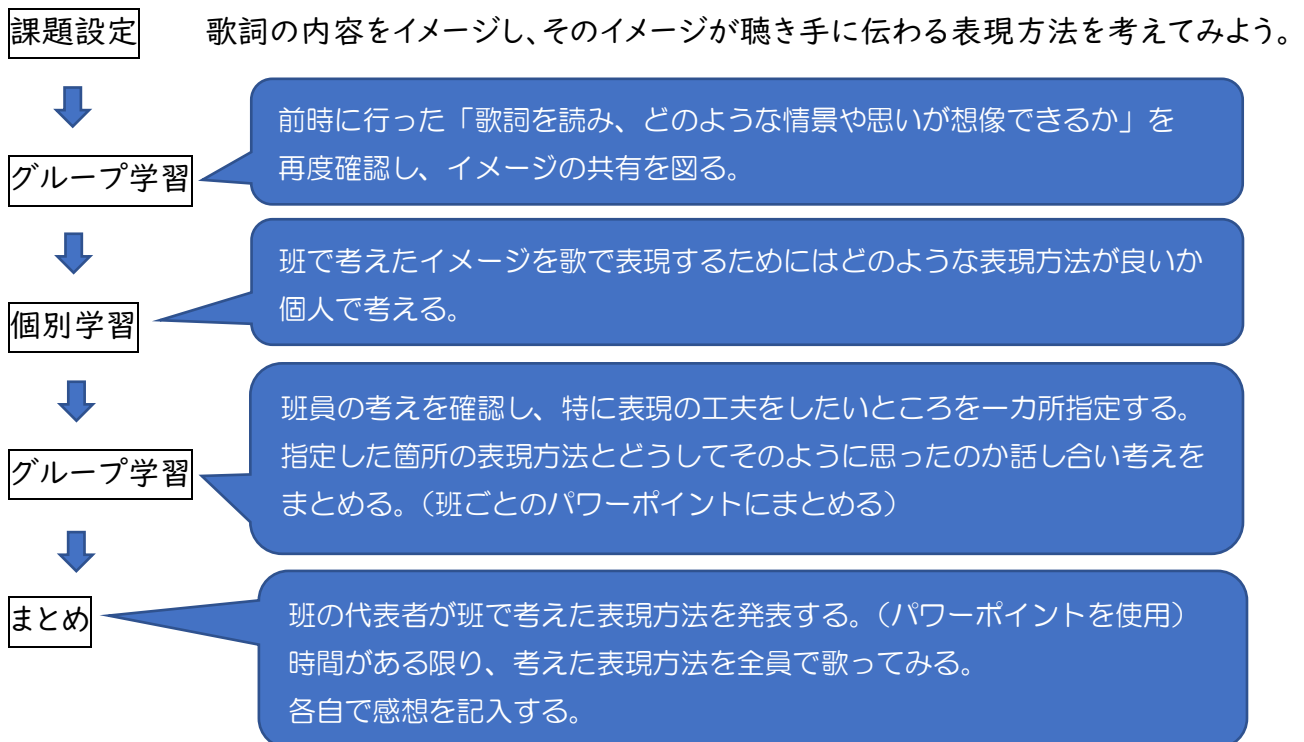 課題設定　歌詞の内容をイメージし、そのイメージが聴き手に伝わる表現方法を考えてみよう。
グループ学習
前時に行った「歌詞を読み、どのような情景や思いが想像できるか」を
再度確認し、イメージの共有を図る。
個別学習
班で考えたイメージを歌で表現するためにはどのような表現方法が良いか
個人で考える。
グループ学習
班員の考えを確認し、特に表現の工夫をしたいところを一カ所指定する。
指定した箇所の表現方法とどうしてそのように思ったのか話し合い考えを
まとめる。（班ごとのパワーポイントにまとめる）
まとめ
班の代表者が班で考えた表現方法を発表する。（パワーポイントを使用）
時間がある限り、考えた表現方法を全員で歌ってみる。
各自で感想を記入する。